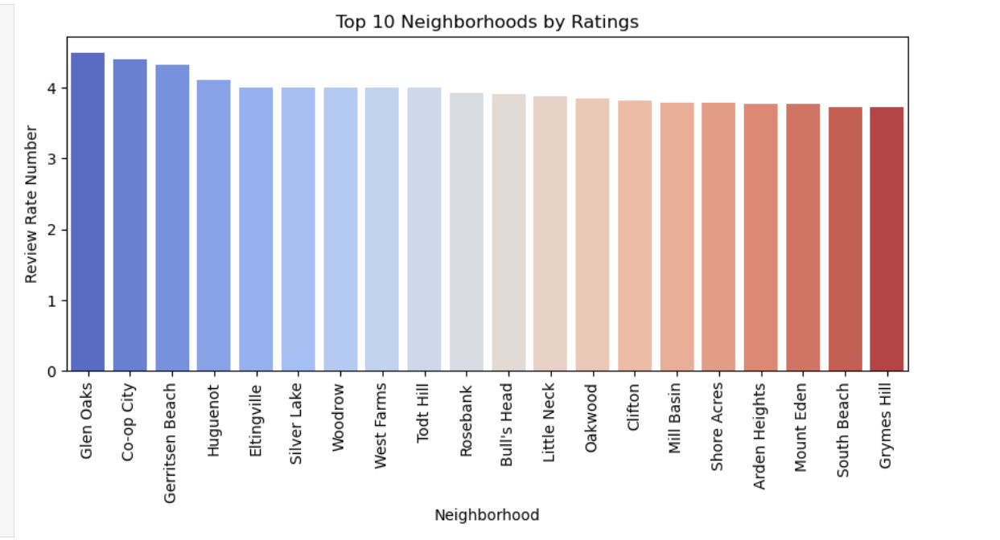 Top 10 Neighborhoods by Ratings
Review Rate Number
4
3
2
1
0
Glen Oaks
Co-op City
Gerritsen Beach
Huguenot
Eltingville
Silver Lake
Woodrow
West Farms
Todt Hill
Rosebank
Bull's Head
Little Neck
Oakwood
Clifton
Mill Basin
Shore Acres
Arden Heights
Mount Eden
South Beach
Grymes Hill
Neighborhood